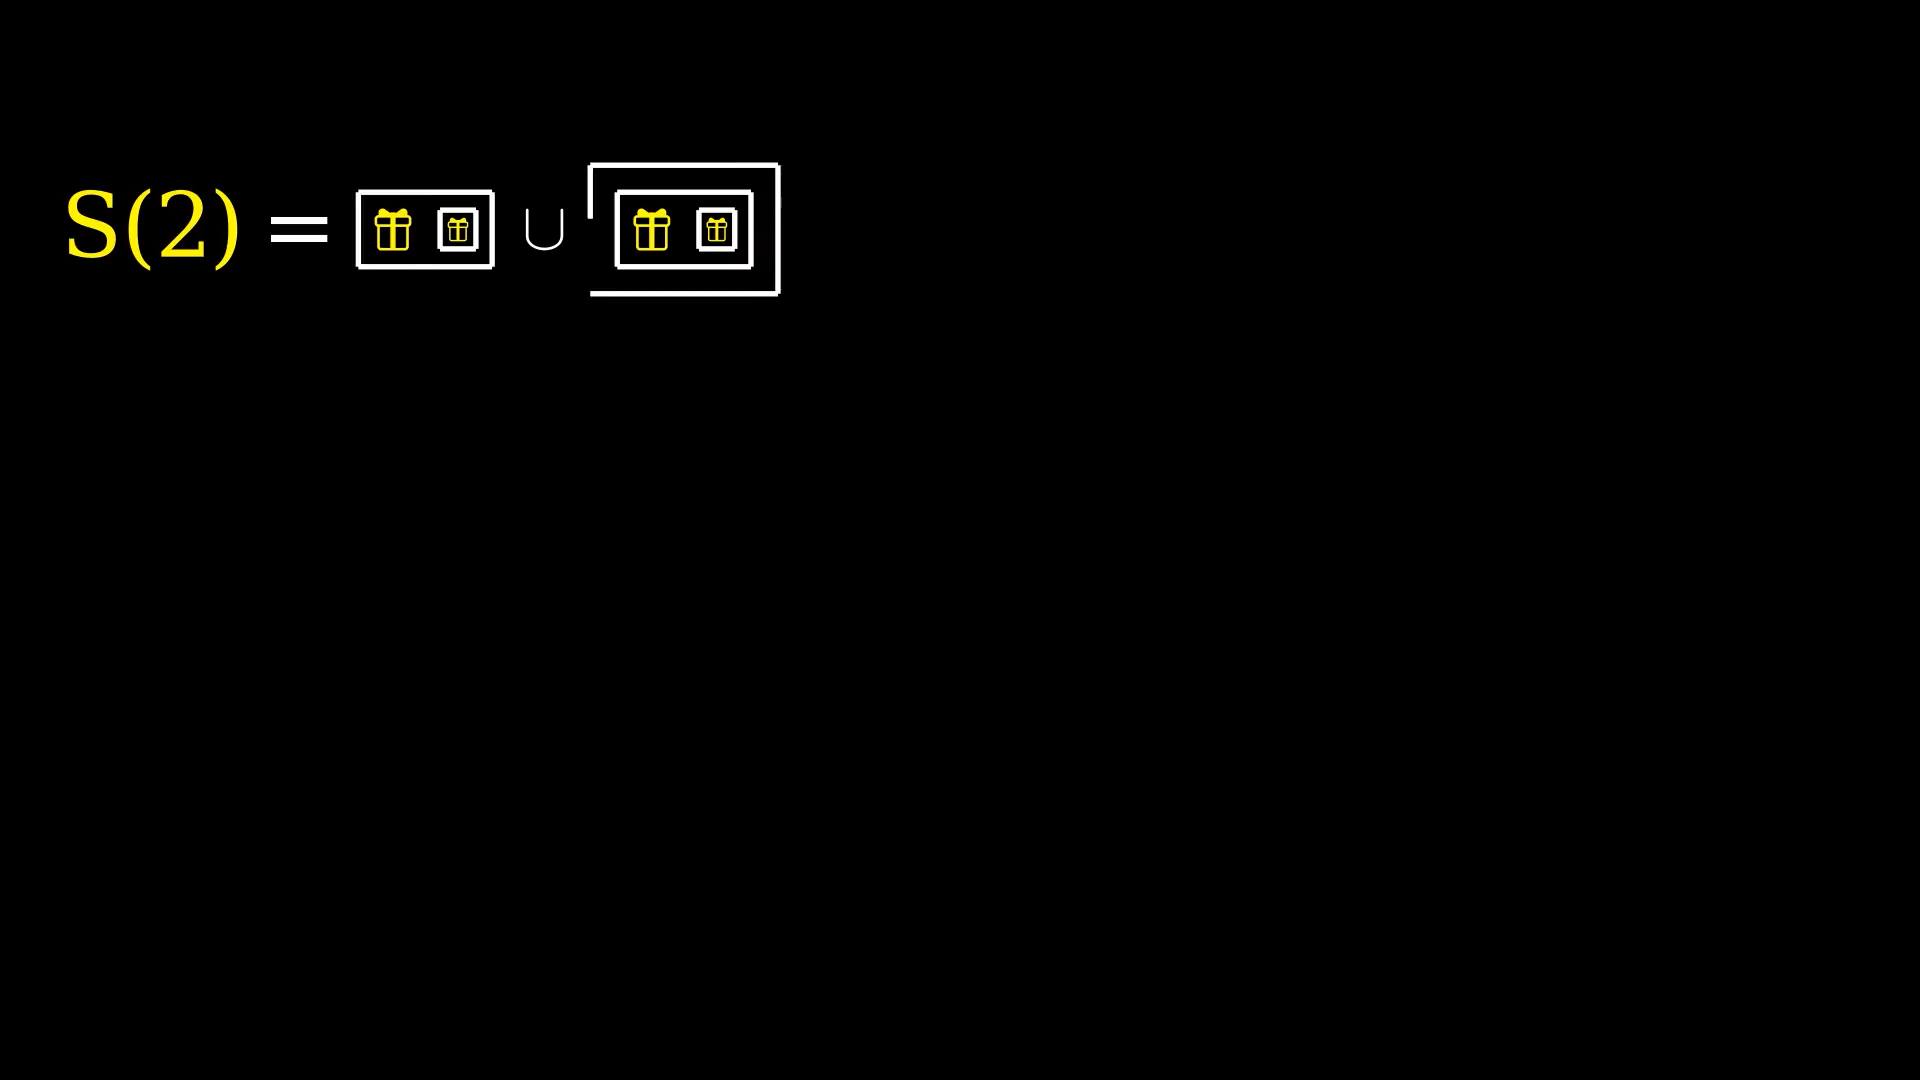 S(2) = ∪